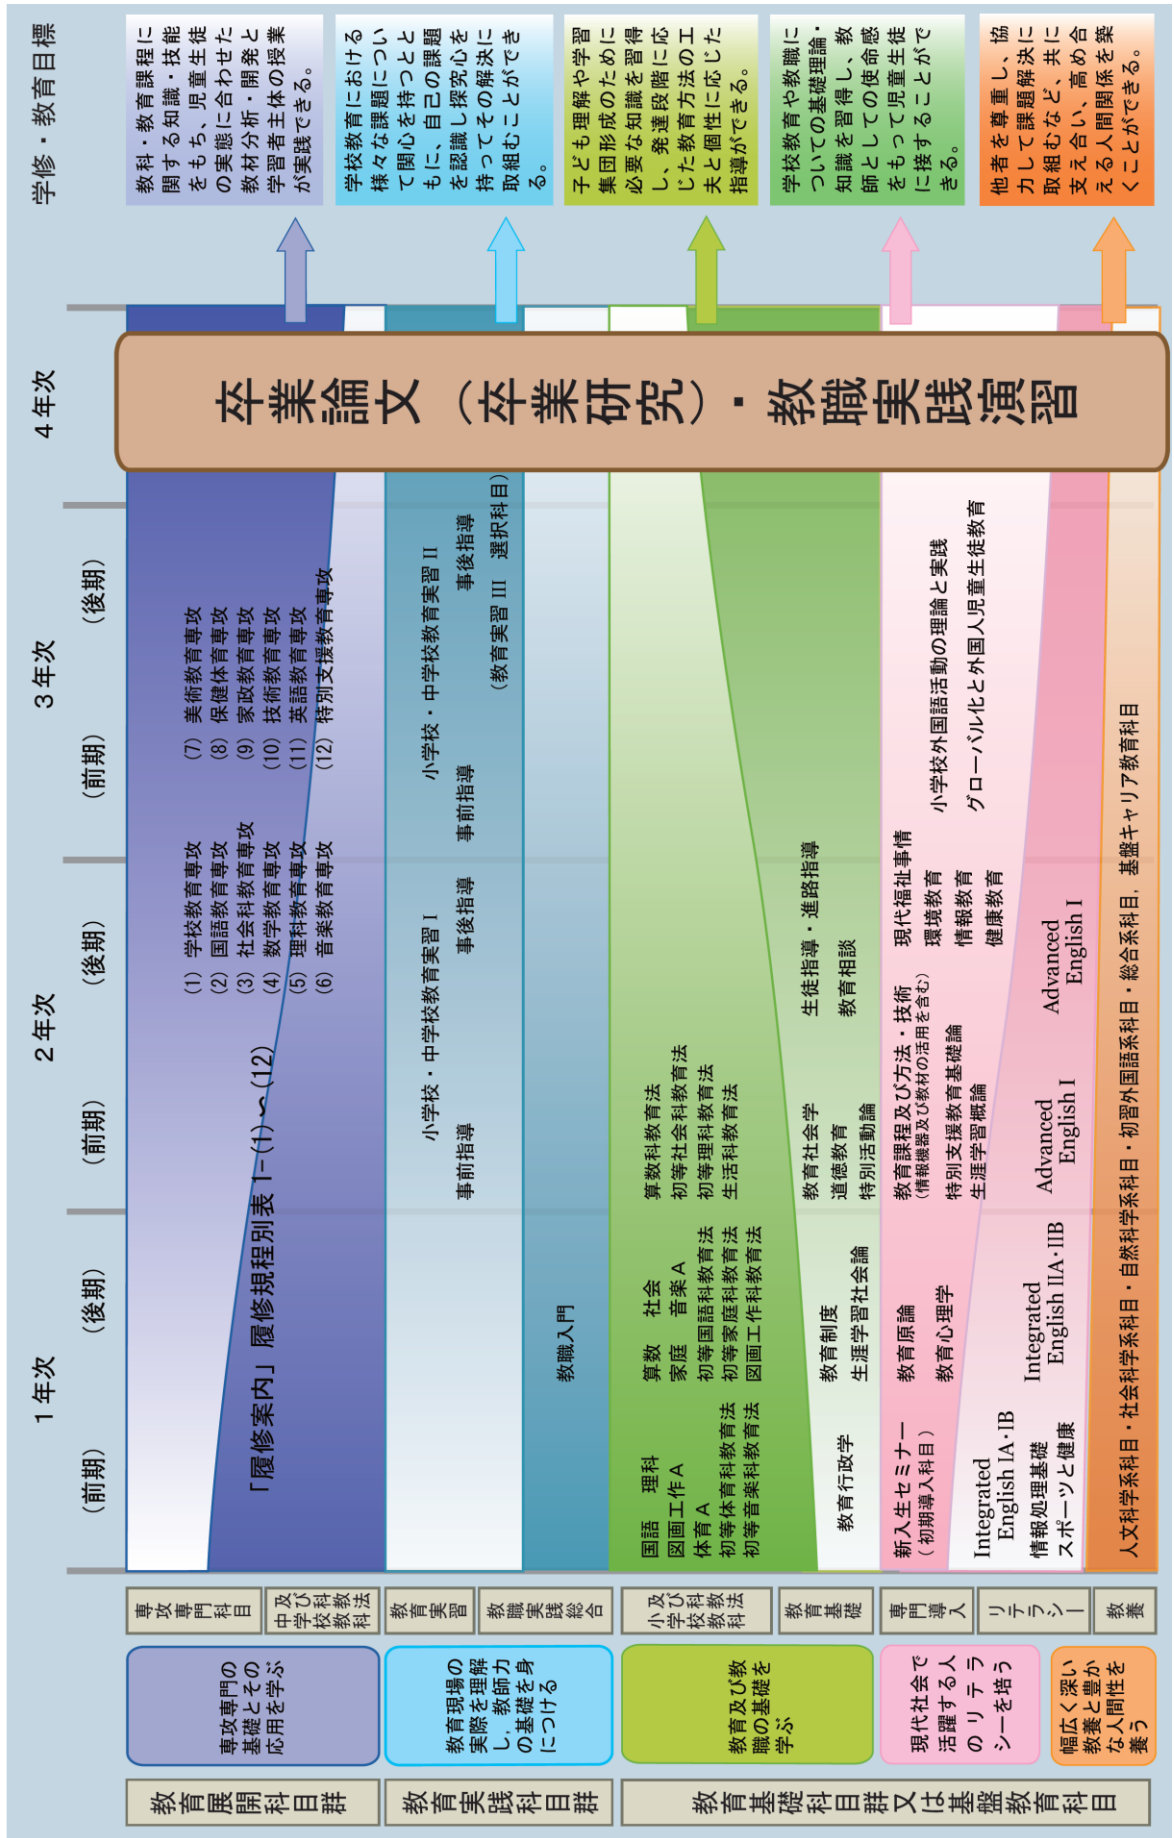 学修・教育目標
1年次
2年次
3年次
4年次
（前期）
（後期）
（前期）
（後期）
（前期）
（後期）
教育展開科目群
専攻専門の
基礎とその
応用を学ぶ
専攻専門科目
中学校教科
及び教科法
「履修案内」履修規程別表 1－(1)〜(12)
(1) 学校教育専攻
(2) 国語教育専攻
(3) 社会科教育専攻
(4) 数学教育専攻
(5) 理科教育専攻
(6) 音楽教育専攻
(7) 美術教育専攻
(8) 保健体育専攻
(9) 家政教育専攻
(10) 技術教育専攻
(11) 英語教育専攻
(12) 特別支援教育専攻
教科・教育課程に
関する知識・技能
をもち、児童生徒
の実態に合わせた
教材分析・開発と
学習者主体の授業
が実践できる。
教育実践科目群
教育現場の
実際を理解
し、教師力
の基礎を身
につける
教育実習
教職実践総合
小学校・中学校教育実習 I
事前指導
事後指導
小学校・中学校教育実習 II
事前指導
事後指導
（教育実習 III 選択科目）
教職入門
学校教育における
様々な課題につい
て関心を持つとと
もに、自己の課題
を認識し探究心を
持ってその解決に
取組むことができ
る。
教育基礎科目群又は基盤教育科目
教育及び教
職の基礎を
学ぶ
小学校教科
及び科教法
教育基礎
国語 理科
図画工作A
体育A
初等体育科教育法
初等音楽科教育法
算数 社会
家庭 音楽A
初等国語科教育法
初等家庭科教育法
図画工作科教育法
算数科教育法
初等社会科教育法
初等理科教育法
生活科教育法
教育行政学
教育制度
生涯学習社会論
教育社会学
道徳教育
特別活動論
生徒指導・進路指導
教育相談
子ども理解や学習
集団形成のために
必要な知識を習得
し、発達段階に応
じた教育方法の工
夫と個性に応じた
指導ができる。
現代社会で
活躍する人
のリテラ
シーを培う
専門導入
リテラシー
新入生セミナー
（初期導入科目）
教育原論
教育心理学
教育課程及び方法・技術
（情報機器及び教材の活用を含む）
特別支援教育基礎論
生涯学習概論
現代福祉事情
環境教育
情報教育
健康教育
小学校外国語活動の理論と実践
グローバル化と外国人児童生徒教育
Integrated
English IA・IB
情報処理基礎
スポーツと健康
Integrated
English IIA・IIB
Advanced
English I
Advanced
English I
学校教育や教職に
ついての基礎理論・
知識を習得し、教
師としての使命感
をもって児童生徒
に接することがで
きる。
幅広く深い
教養と豊か
な人間性を
養う
教養
人文科学系科目・社会科学系科目・自然科学系科目・初習外国語系科目・総合系科目，基盤キャリア教育科目
他者を尊重し、協
力して課題解決に
取組むなど、共に
支え合い、高め合
える人間関係を築
くことができる。
卒業論文（卒業研究）・教職実践演習